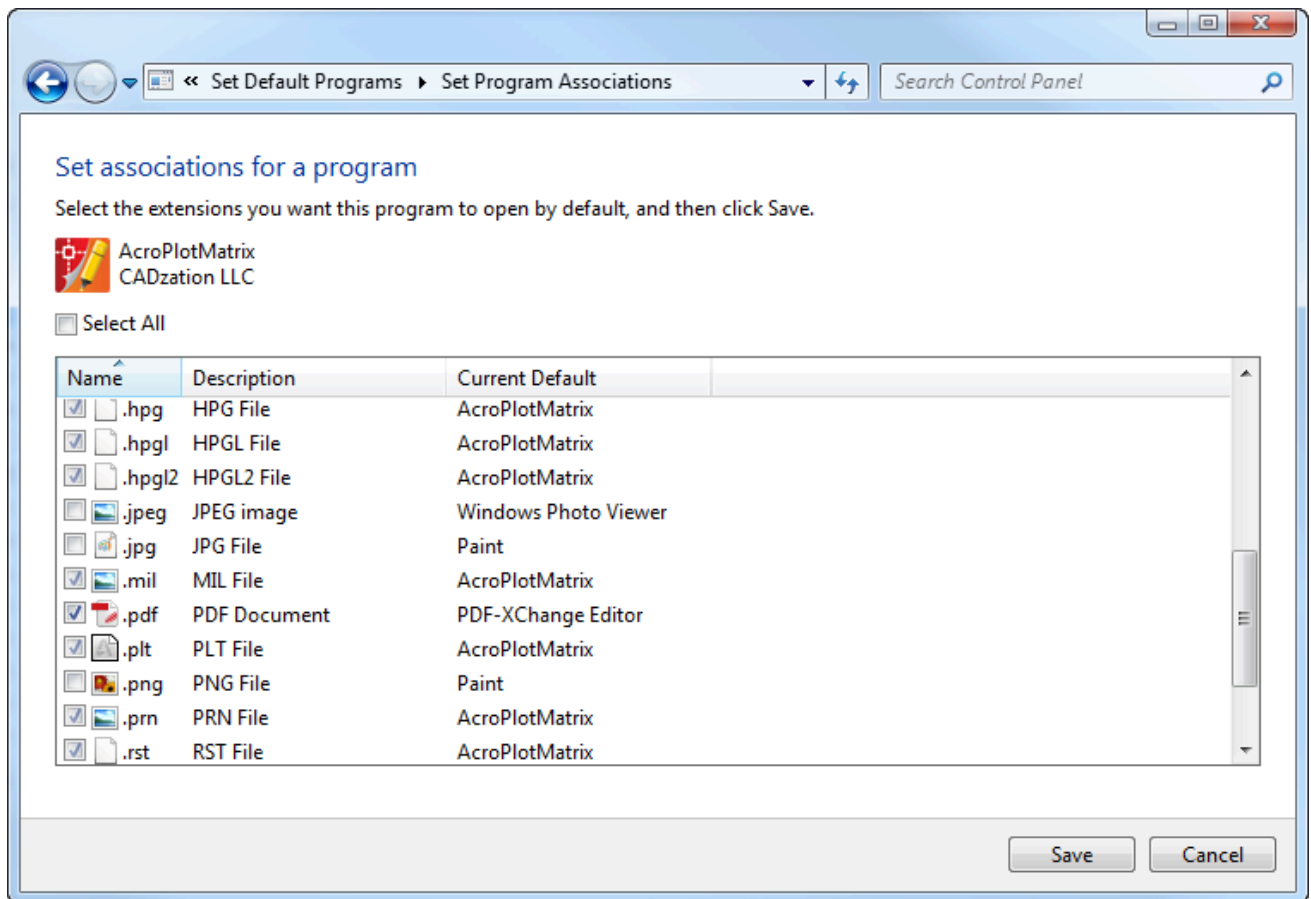 « Set Default Programs ▸ Set Program Associations Search Control Panel
Set associations for a program
Select the extensions you want this program to open by default, and then click Save.
AcroPlotMatrix
CADzation LLC
Select All
Name Description Current Default
.hpg HPG File AcroPlotMatrix
.hpgl HPGL File AcroPlotMatrix
.hpgl2 HPGL2 File AcroPlotMatrix
.jpeg JPEG image Windows Photo Viewer
.jpg JPG File Paint
.mil MIL File AcroPlotMatrix
.pdf PDF Document PDF-XChange Editor
.plt PLT File AcroPlotMatrix
.png PNG File Paint
.prn PRN File AcroPlotMatrix
.rst RST File AcroPlotMatrix
Save Cancel